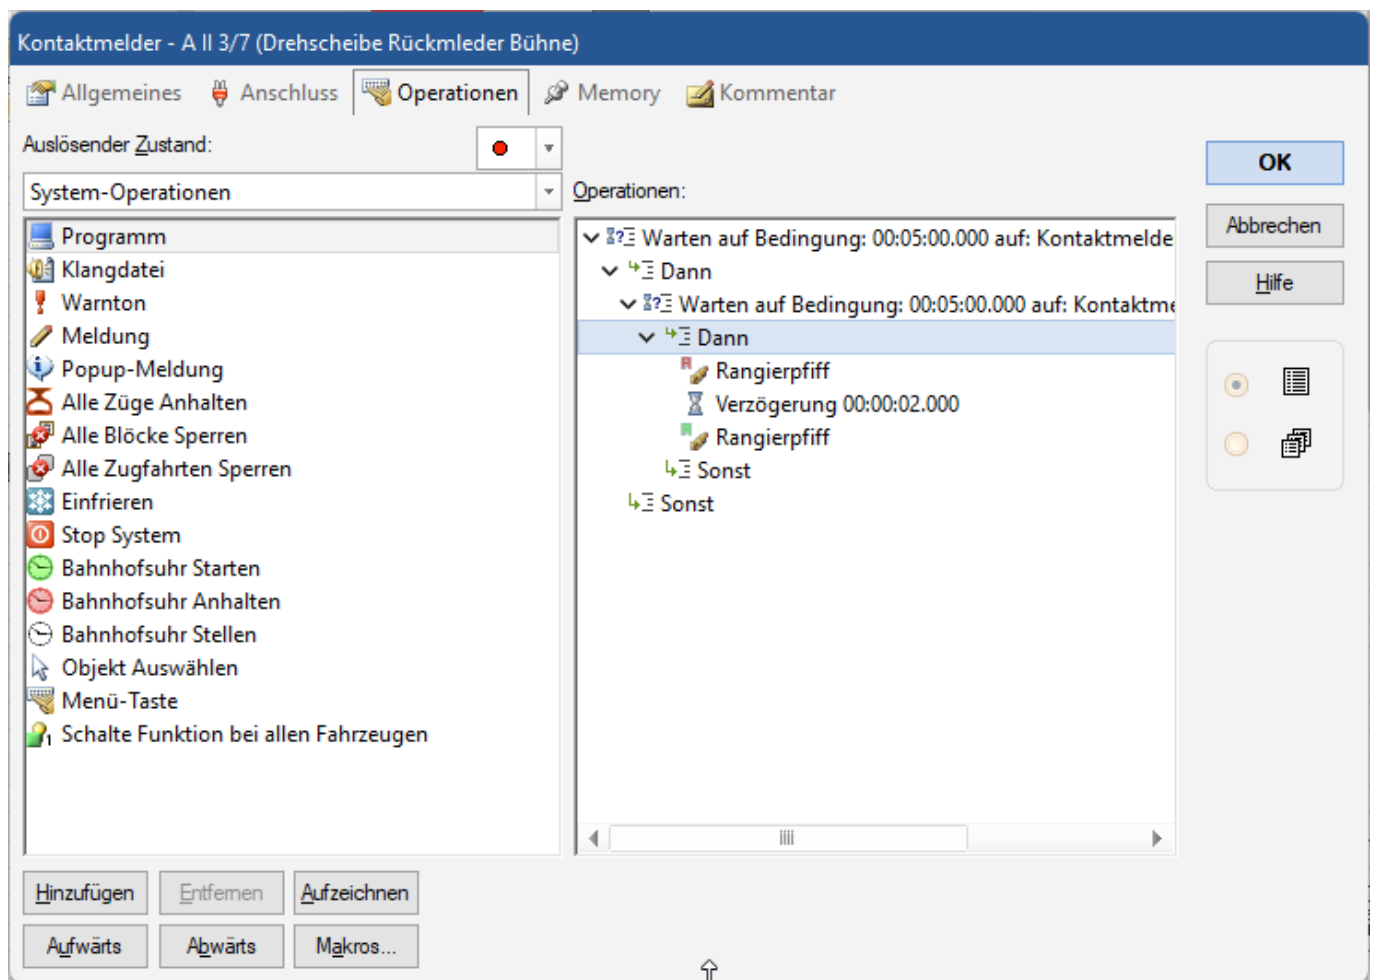 Kontaktmelder - A II 3/7 (Drehscheibe Rückmleder Bühne)
Allgemeines Anschluss Operationen Memory Kommentar
Auslösender Zustand:
System-Operationen
Programm
Klangdatei
Warnton
Meldung
Popup-Meldung
Alle Züge Anhalten
Alle Blöcke Sperren
Alle Zugfahrten Sperren
Einfrieren
Stop System
Bahnhofsuhr Starten
Bahnhofsuhr Anhalten
Bahnhofsuhr Stellen
Objekt Auswählen
Menü-Taste
Schalte Funktion bei allen Fahrzeugen
Operationen:
Warten auf Bedingung: 00:05:00.000 auf: Kontaktmelde
Dann
Warten auf Bedingung: 00:05:00.000 auf: Kontaktme
Dann
Rangierpfiff
Verzögerung 00:00:02.000
Rangierpfiff
Sonst
Sonst
OK
Abbrechen
Hilfe
Hinzufügen Entfernen Aufzeichnen
Aufwärts Abwärts Makros...